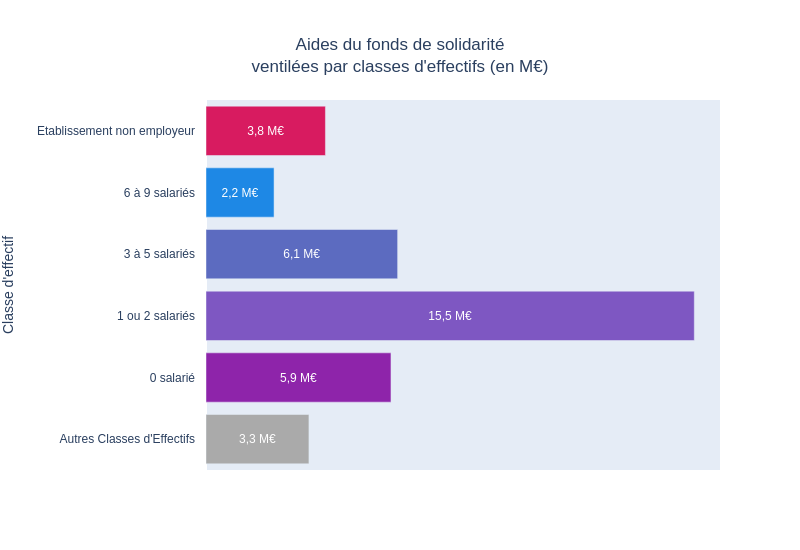 Aides du fonds de solidarité
ventilées par classes d'effectifs (en M€)
Classe d'effectif
Etablissement non employeur
3,8 M€
6 à 9 salariés
2,2 M€
3 à 5 salariés
6,1 M€
1 ou 2 salariés
15,5 M€
0 salarié
5,9 M€
Autres Classes d'Effectifs
3,3 M€